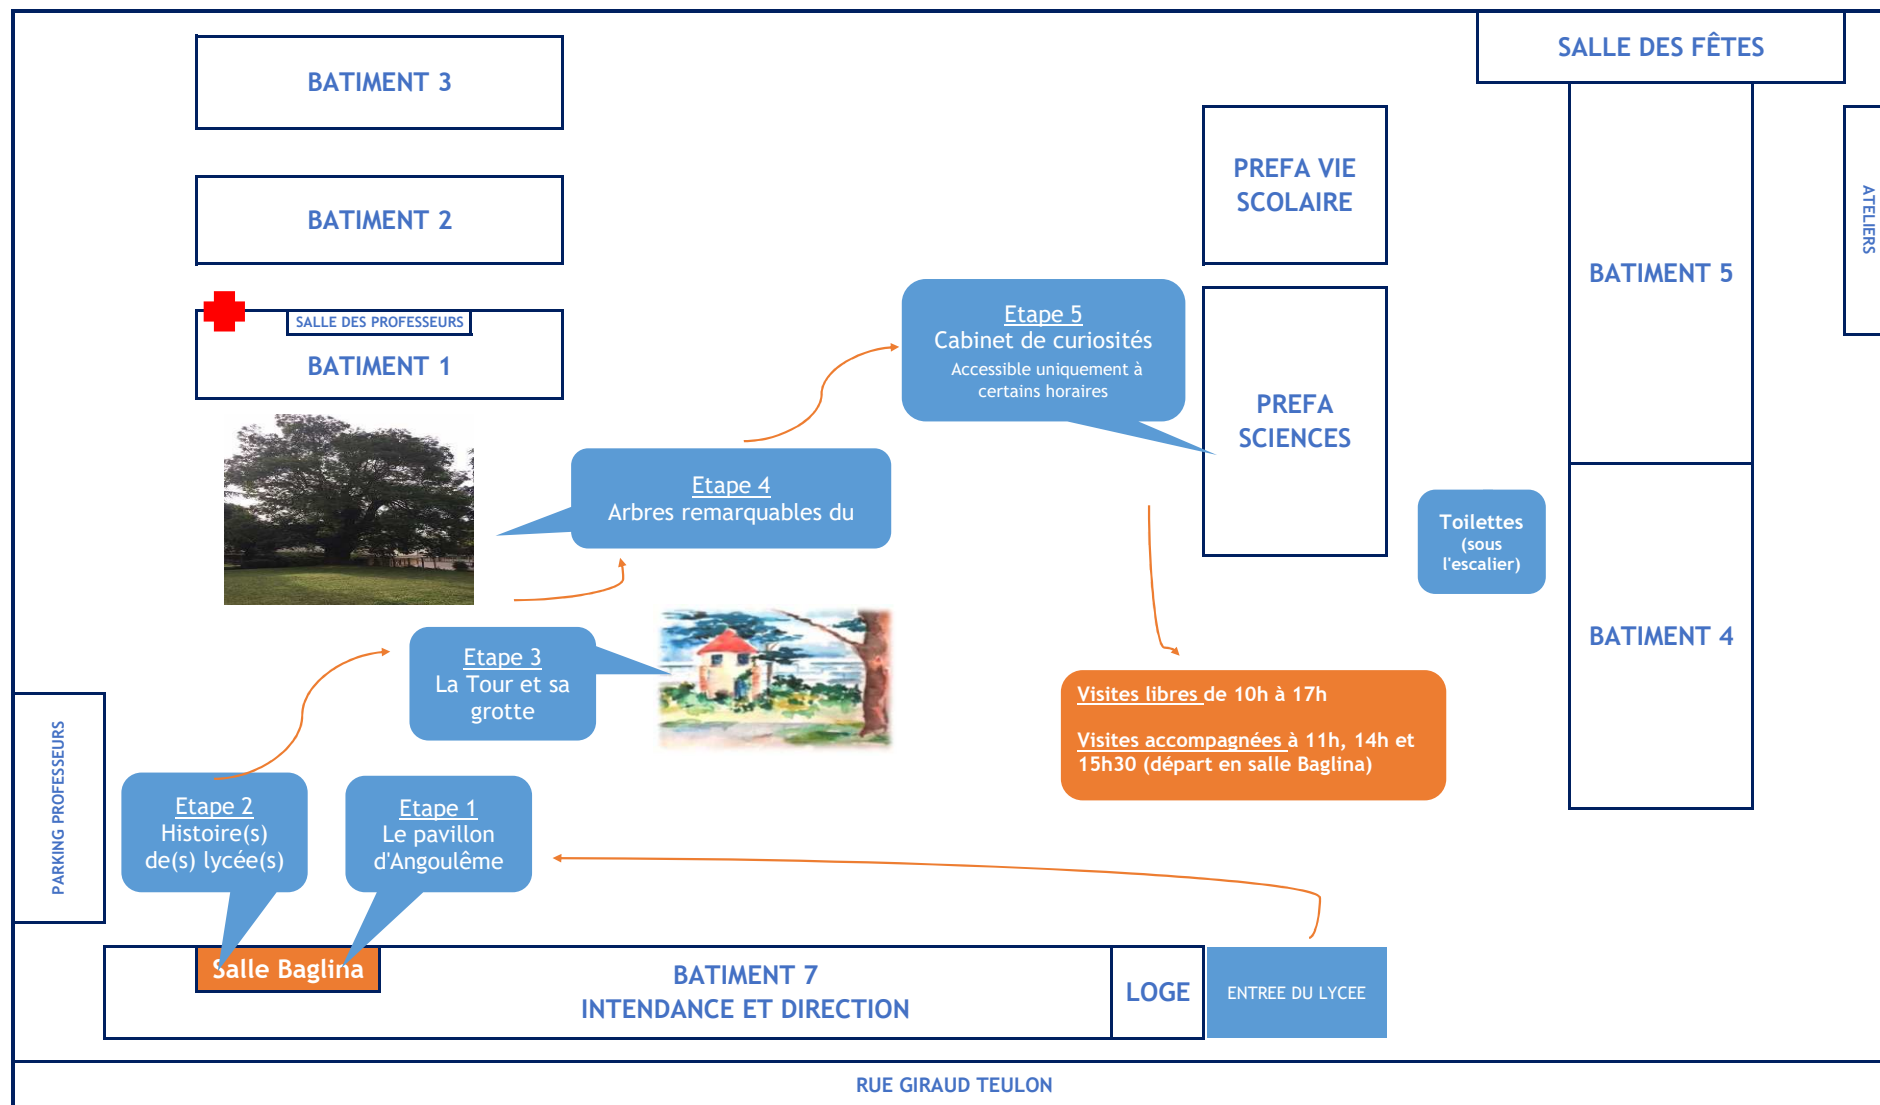 SALLE DES FÊTES
BATIMENT 3
PREFA VIE
SCOLAIRE
ATELIERS
BATIMENT 2
BATIMENT 5
SALLE DES PROFESSEURS
BATIMENT 1
Etape 5
Cabinet de curiosités
Accessible uniquement à
certains horaires
PREFA
SCIENCES
Etape 4
Arbres remarquables du
Toilettes
(sous
l'escalier)
BATIMENT 4
Etape 3
La Tour et sa
grotte
Visites libres de 10h à 17h
Visites accompagnées à 11h, 14h et
15h30 (départ en salle Baglina)
PARKING PROFESSEURS
Etape 2
Histoire(s)
de(s) lycée(s)
Etape 1
Le pavillon
d'Angoulême
Salle Baglina
BATIMENT 7
INTENDANCE ET DIRECTION
LOGE
ENTREE DU LYCEE
RUE GIRAUD TEULON